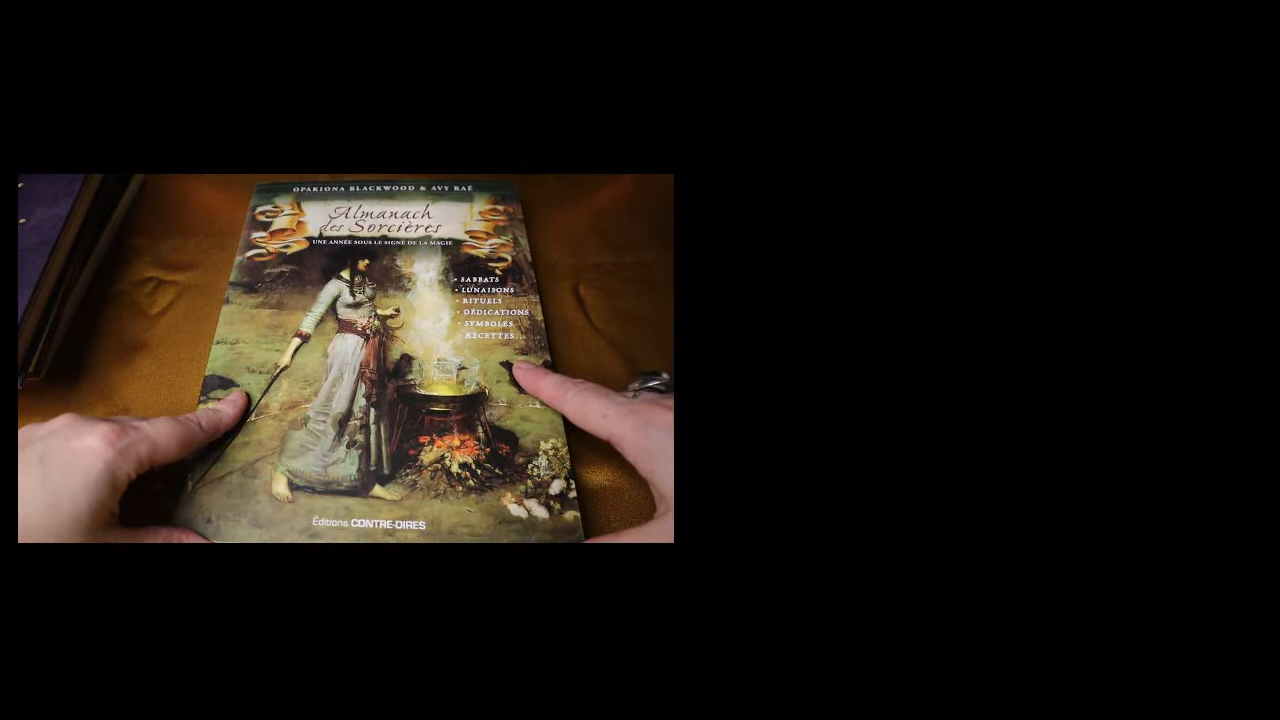 OPAKIONA BLACKWOOD & AVY RAÈ
Almanach
des Sorcières
UNE ANNÉE SOUS LE SIGNE DE LA MAGIE
• SABBATS
• LUNAISONS
• RITUELS
• DÉDICATIONS
• SYMBOLES
• RECETTES...
Éditions CONTRE-DIRES